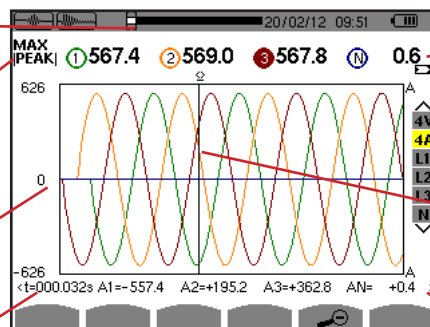 20/02/12 09:51
MAX |PEAK| 1 567.4 2 569.0 3 567.8 N 0.6
626 A
4V
4A
L1
L2
0 L3
N
-626 A
<t=000.032s A1=-557.4 A2=+195.2 A3=+362.8 AN= +0.4